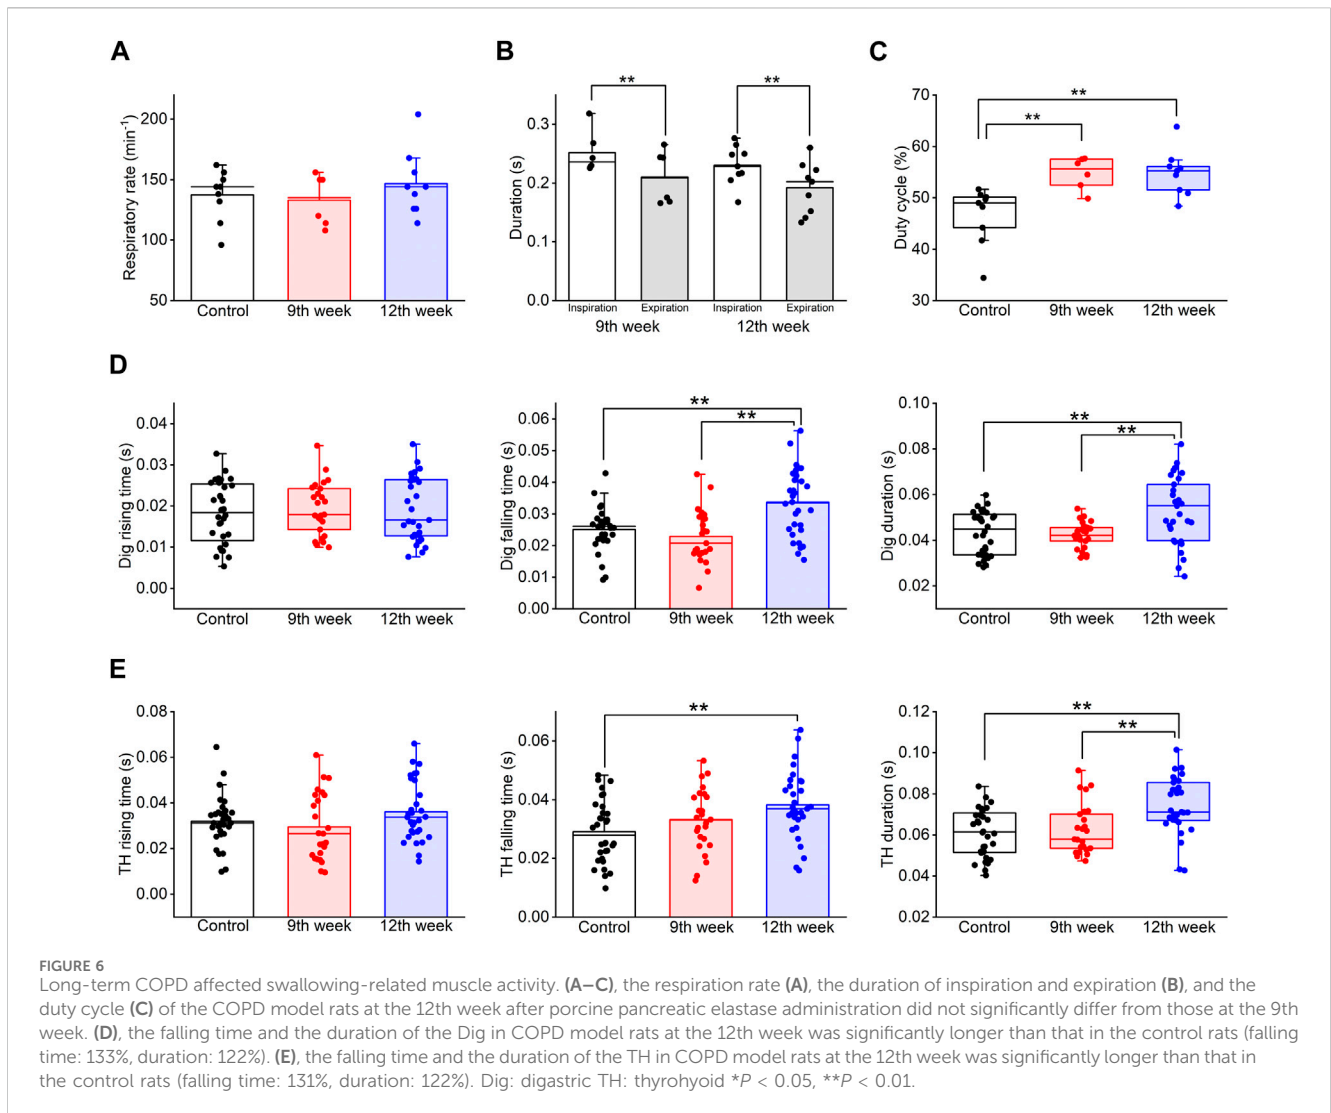 A
B
C
Respiratory rate (min-1)
200
150
100
50
Control
9th week
12th week
Duration (s)
0.3
0.2
0.1
0.0
**
**
Inspiration
Expiration
Inspiration
Expiration
9th week
12th week
Duty cycle (%)
70
60
50
40
30
**
**
Control
9th week
12th week
D
Dig rising time (s)
0.04
0.03
0.02
0.01
0.00
Control
9th week
12th week
Dig falling time (s)
0.06
0.05
0.04
0.03
0.02
0.01
0.00
**
**
Control
9th week
12th week
Dig duration (s)
0.10
0.08
0.06
0.04
0.02
**
**
Control
9th week
12th week
E
TH rising time (s)
0.08
0.06
0.04
0.02
0.00
Control
9th week
12th week
TH falling time (s)
0.06
0.04
0.02
0.00
**
Control
9th week
12th week
TH duration (s)
0.12
0.10
0.08
0.06
0.04
0.02
**
**
Control
9th week
12th week
FIGURE 6
Long-term COPD affected swallowing-related muscle activity. (A–C), the respiration rate (A), the duration of inspiration and expiration (B), and the
duty cycle (C) of the COPD model rats at the 12th week after porcine pancreatic elastase administration did not significantly differ from those at the 9th
week. (D), the falling time and the duration of the Dig in COPD model rats at the 12th week was significantly longer than that in the control rats (falling
time: 133%, duration: 122%). (E), the falling time and the duration of the TH in COPD model rats at the 12th week was significantly longer than that in
the control rats (falling time: 131%, duration: 122%). Dig: digastric TH: thyrohyoid *P < 0.05, **P < 0.01.